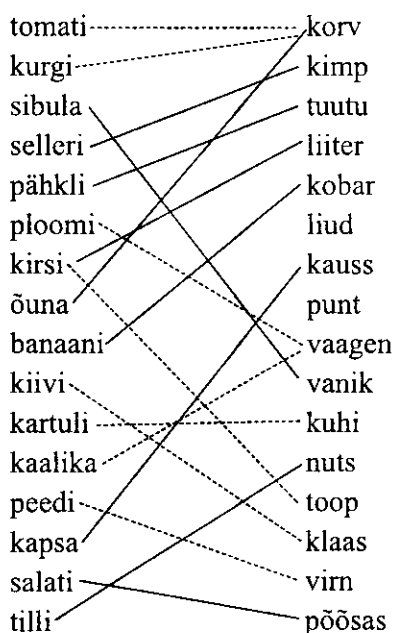 tomati korv
kurgi kimp
sibula tuutu
selleri liiter
pähkli kobar
ploomi liud
kirsi kauss
õuna punt
banaani vaagen
kiivi vanik
kartuli kuhi
kaalika nuts
peedi toop
kapsa klaas
salati virn
tilli põõsas